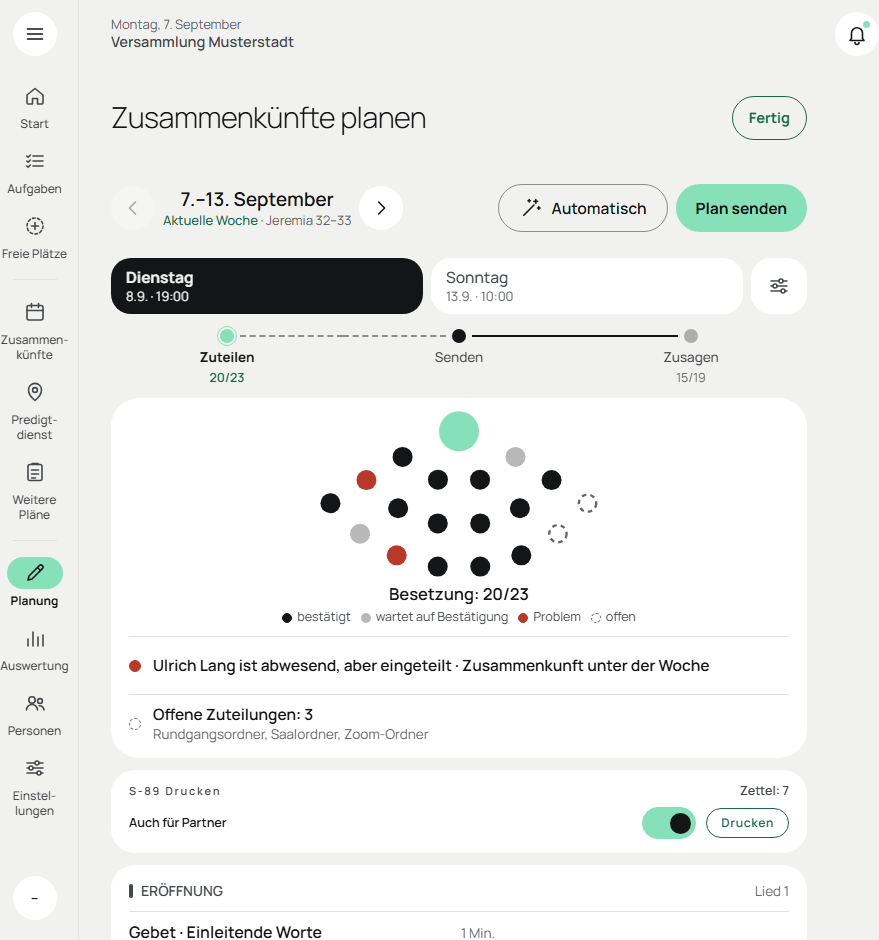 Montag, 7. September
Versammlung Musterstadt
Start
Aufgaben
Freie Plätze
Zusammen-
künfte
Predigt-
dienst
Weitere
Pläne
Planung
Auswertung
Personen
Einstel-
lungen
–
Zusammenkünfte planen
Fertig
7.–13. September
Aktuelle Woche · Jeremia 32–33
Automatisch
Plan senden
Dienstag
8.9. · 19:00
Sonntag
13.9. · 10:00
Zuteilen
20/23
Senden
Zusagen
15/19
Besetzung: 20/23
bestätigt
wartet auf Bestätigung
Problem
offen
Ulrich Lang ist abwesend, aber eingeteilt · Zusammenkunft unter der Woche
Offene Zuteilungen: 3
Rundgangsordner, Saalordner, Zoom-Ordner
S-89 Drucken
Zettel: 7
Auch für Partner
Drucken
ERÖFFNUNG
Lied 1
Gebet · Einleitende Worte
1 Min.